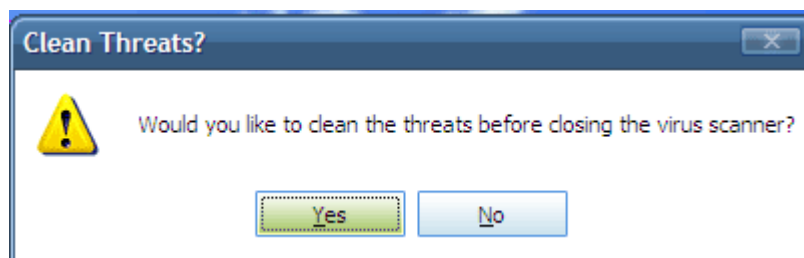 Clean Threats?
Would you like to clean the threats before closing the virus scanner?
Yes
No